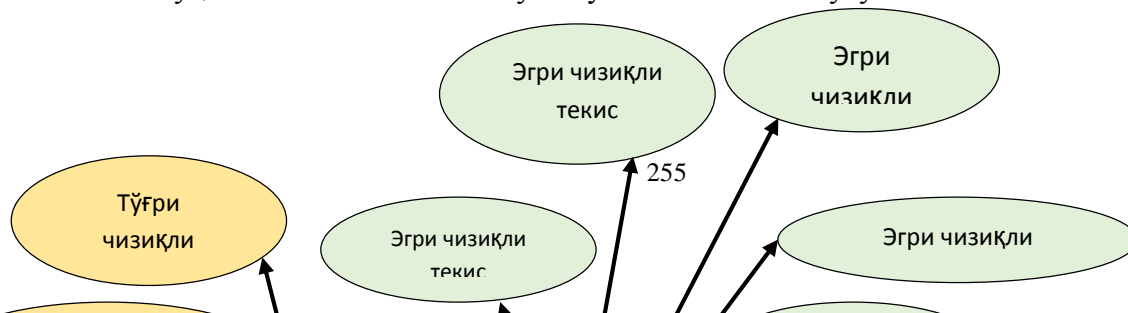 Эгри чизиқли
текис
Эгри
чизиқли
255
Тўғри
чизиқли
Эгри чизиқли
текис
Эгри чизиқли